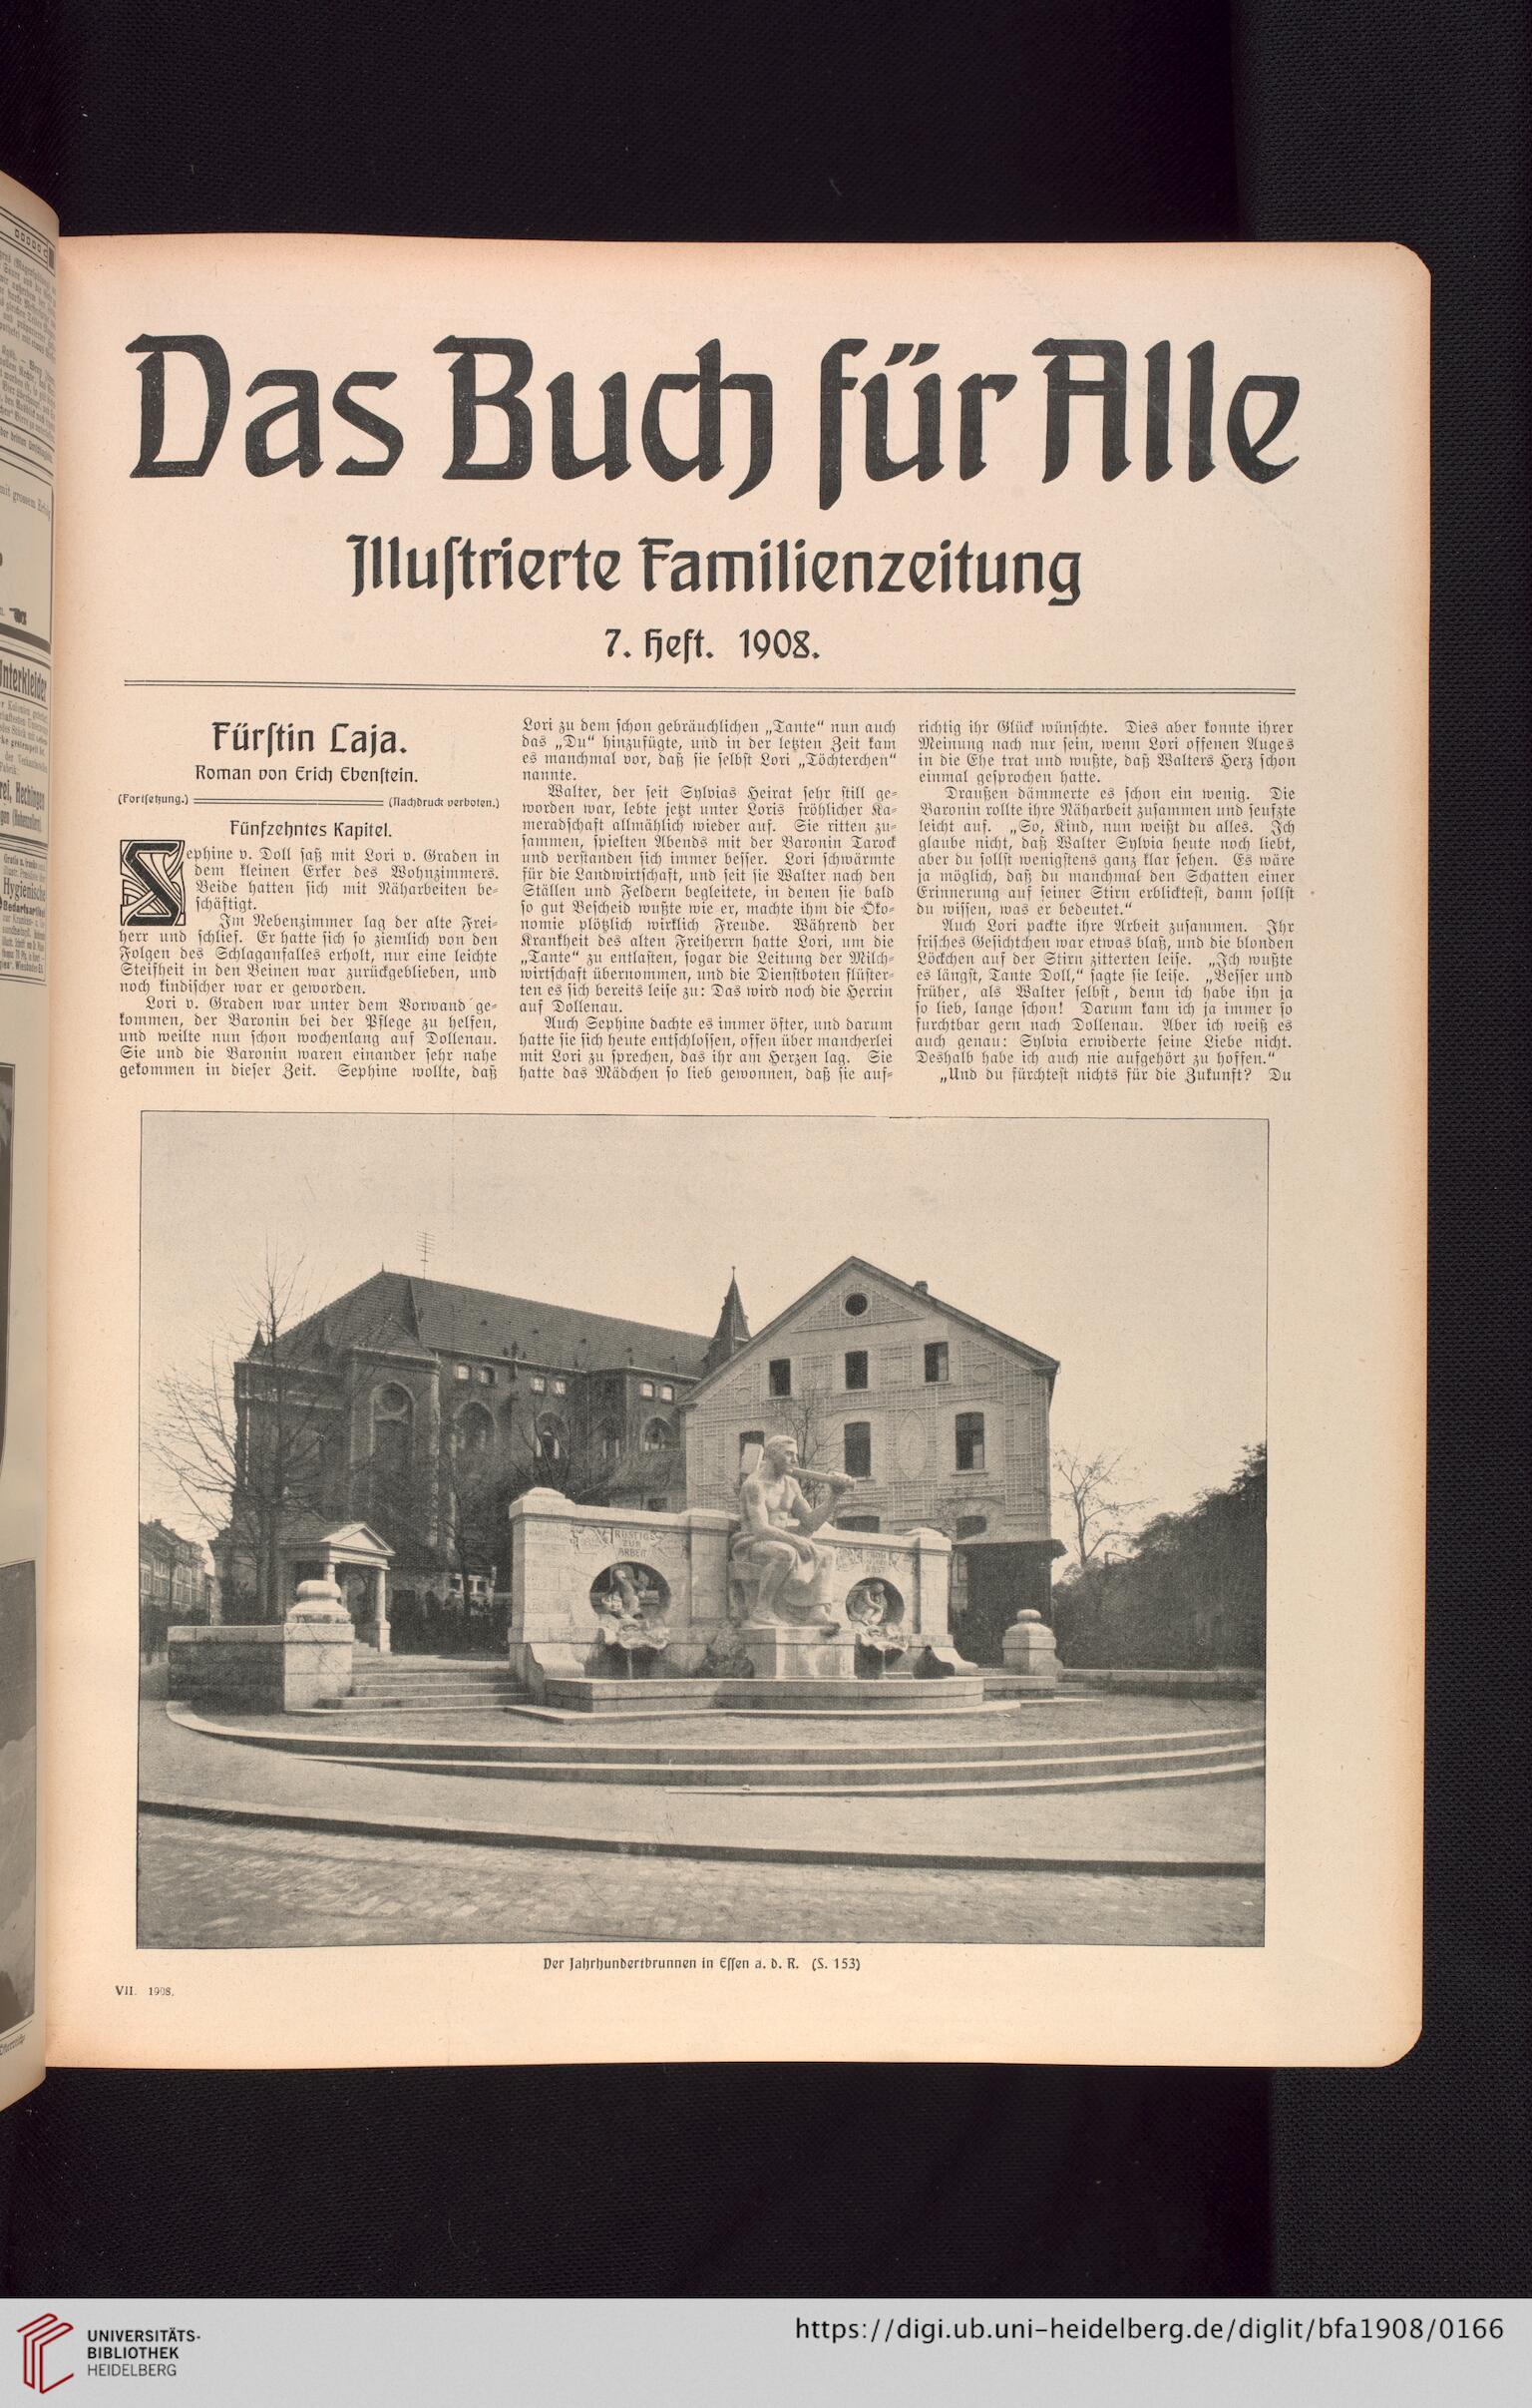 Das Buch für Alle
Illuſtrierte Familienzeitung
7. Heft. 1908.
Fürſtin Laja.
Roman von Erich Ebenſtein.
(Fortſetzung.) (Nachdruck verboten.)
Fünfzehntes Kapitel.
Sephine v. Doll ſaß mit Lori v. Graden in
dem kleinen Erker des Wohnzimmers.
Beide hatten ſich mit Näharbeiten be-
ſchäftigt.
Im Nebenzimmer lag der alte Frei-
herr und ſchlief. Er hatte ſich ſo ziemlich von den
Folgen des Schlaganfalles erholt, nur eine leichte
Steifheit in den Beinen war zurückgeblieben, und
noch kindiſcher war er geworden.
Lori v. Graden war unter dem Vorwand ge-
kommen, der Baronin bei der Pflege zu helfen,
und weilte nun ſchon wochenlang auf Dollenau.
Sie und die Baronin waren einander ſehr nahe
gekommen in dieſer Zeit. Sephine wollte, daß
Lori zu dem ſchon gebräuchlichen „Tante“ nun auch
das „Du“ hinzufügte, und in der letzten Zeit kam
es manchmal vor, daß ſie ſelbſt Lori „Töchterchen“
nannte.
Walter, der ſeit Sylvias Heirat ſehr ſtill ge-
worden war, lebte jetzt unter Loris fröhlicher Ka-
meradſchaft allmählich wieder auf. Sie ritten zu-
ſammen, ſpielten Abends mit der Baronin Tarock
und verſtanden ſich immer beſſer. Lori ſchwärmte
für die Landwirtſchaft, und ſeit ſie Walter nach den
Ställen und Feldern begleitete, in denen ſie bald
ſo gut Beſcheid wußte wie er, machte ihm die Öko-
nomie plötzlich wirklich Freude. Während der
Krankheit des alten Freiherrn hatte Lori, um die
„Tante“ zu entlaſten, ſogar die Leitung der Milch-
wirtſchaft übernommen, und die Dienſtboten flüſter-
ten es ſich bereits leiſe zu: Das wird noch die Herrin
auf Dollenau.
Auch Sephine dachte es immer öfter, und darum
hatte ſie ſich heute entſchloſſen, offen über mancherlei
mit Lori zu ſprechen, das ihr am Herzen lag. Sie
hatte das Mädchen ſo lieb gewonnen, daß ſie auf-
richtig ihr Glück wünſchte. Dies aber konnte ihrer
Meinung nach nur ſein, wenn Lori offenen Auges
in die Ehe trat und wußte, daß Walters Herz ſchon
einmal geſprochen hatte.
Draußen dämmerte es ſchon ein wenig. Die
Baronin rollte ihre Näharbeit zuſammen und ſeufzte
leicht auf. „So, Kind, nun weißt du alles. Ich
glaube nicht, daß Walter Sylvia heute noch liebt,
aber du ſollſt wenigſtens ganz klar ſehen. Es wäre
ja möglich, daß du manchmal den Schatten einer
Erinnerung auf ſeiner Stirn erblickteſt, dann ſollſt
du wiſſen, was er bedeutet.“
Auch Lori packte ihre Arbeit zuſammen. Ihr
friſches Geſichtchen war etwas blaß, und die blonden
Löckchen auf der Stirn zitterten leiſe. „Ich wußte
es längſt, Tante Doll,“ ſagte ſie leiſe. „Beſſer und
früher, als Walter ſelbſt, denn ich habe ihn ja
ſo lieb, lange ſchon! Darum kam ich ja immer ſo
furchtbar gern nach Dollenau. Aber ich weiß es
auch genau: Sylvia erwiderte ſeine Liebe nicht.
Deshalb habe ich auch nie aufgehört zu hoffen.“
„Und du fürchteſt nichts für die Zukunft? Du
RÜSTIG
ZUR
ARBEIT
Der Jahrhundertbrunnen in Eſſen a. d. R. (S. 153)
VII. 1908.
Unterkleider
Hygieniſche
UNIVERSITÄTS-
BIBLIOTHEK
HEIDELBERG
https://digi.ub.uni-heidelberg.de/diglit/bfa1908/0166